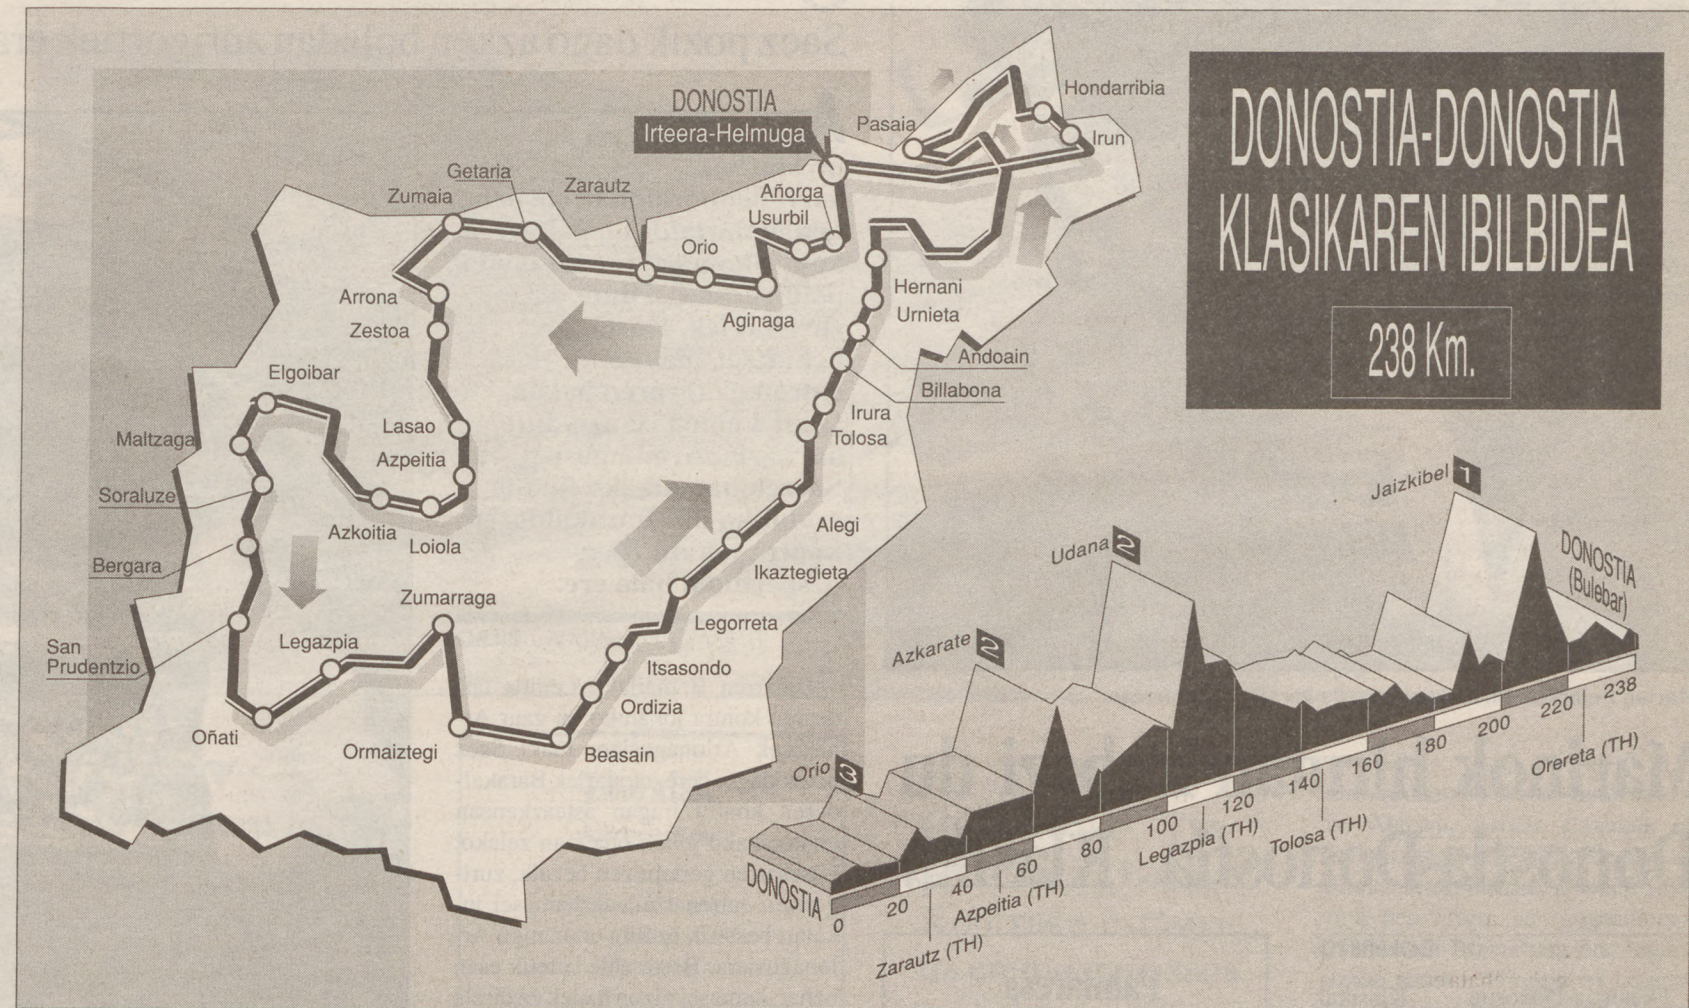 DONOSTIA-DONOSTIA
KLASIKAREN IBILBIDEA
238 Km.
DONOSTIA
Irteera-Helmuga
Pasaia
Hondarribia
Irun
Getaria
Zumaia
Zarautz
Añorga
Usurbil
Orio
Aginaga
Arrona
Zestoa
Elgoibar
Lasao
Azpeitia
Maltzaga
Soraluze
Azkoitia
Loiola
Bergara
San
Prudentzio
Oñati
Legazpia
Zumarraga
Ormaiztegi
Beasain
Ordizia
Itsasondo
Legorreta
Ikaztegieta
Alegi
Tolosa
Irura
Billabona
Andoain
Urnieta
Hernani
Orio 3
Azkarate 2
Udana 2
Jaizkibel 1
DONOSTIA
(Bulebar)
DONOSTIA
0 20 40 60 80 100 120 140 160 180 200 220 238
Zarautz (TH)
Azpeitia (TH)
Legazpia (TH)
Tolosa (TH)
Orereta (TH)